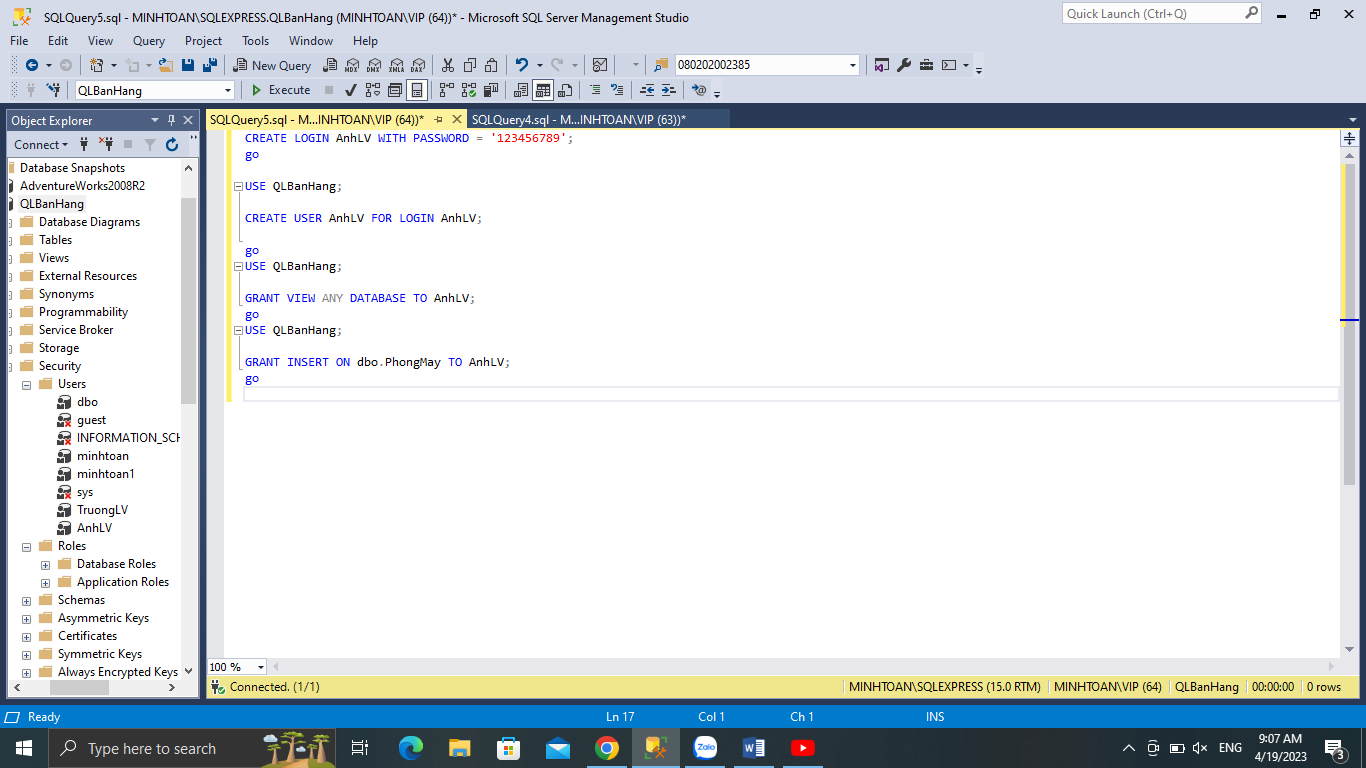 SQLQuery5.sql - MINHTOAN\SQLEXPRESS.QLBanHang (MINHTOAN\VIP (64))* - Microsoft SQL Server Management Studio
Quick Launch (Ctrl+Q)
File Edit View Query Project Tools Window Help
New Query MDX DMX XMLA DAX 080202002385
QLBanHang Execute
Object Explorer
SQLQuery5.sql - M...INHTOAN\VIP (64))* SQLQuery4.sql - M...INHTOAN\VIP (63))*
Connect
Database Snapshots
AdventureWorks2008R2
QLBanHang
Database Diagrams
Tables
Views
External Resources
Synonyms
Programmability
Service Broker
Storage
Security
Users
dbo
guest
INFORMATION_SCH
minhtoan
minhtoan1
sys
TruongLV
AnhLV
Roles
Database Roles
Application Roles
Schemas
Asymmetric Keys
Certificates
Symmetric Keys
Always Encrypted Keys
CREATE LOGIN AnhLV WITH PASSWORD = '123456789';
go
USE QLBanHang;
CREATE USER AnhLV FOR LOGIN AnhLV;
go
USE QLBanHang;
GRANT VIEW ANY DATABASE TO AnhLV;
go
USE QLBanHang;
GRANT INSERT ON dbo.PhongMay TO AnhLV;
go
100 %
Connected. (1/1) MINHTOAN\SQLEXPRESS (15.0 RTM) MINHTOAN\VIP (64) QLBanHang 00:00:00 0 rows
Ready Ln 17 Col 1 Ch 1 INS
Type here to search
Zalo
ENG
9:07 AM
4/19/2023
3